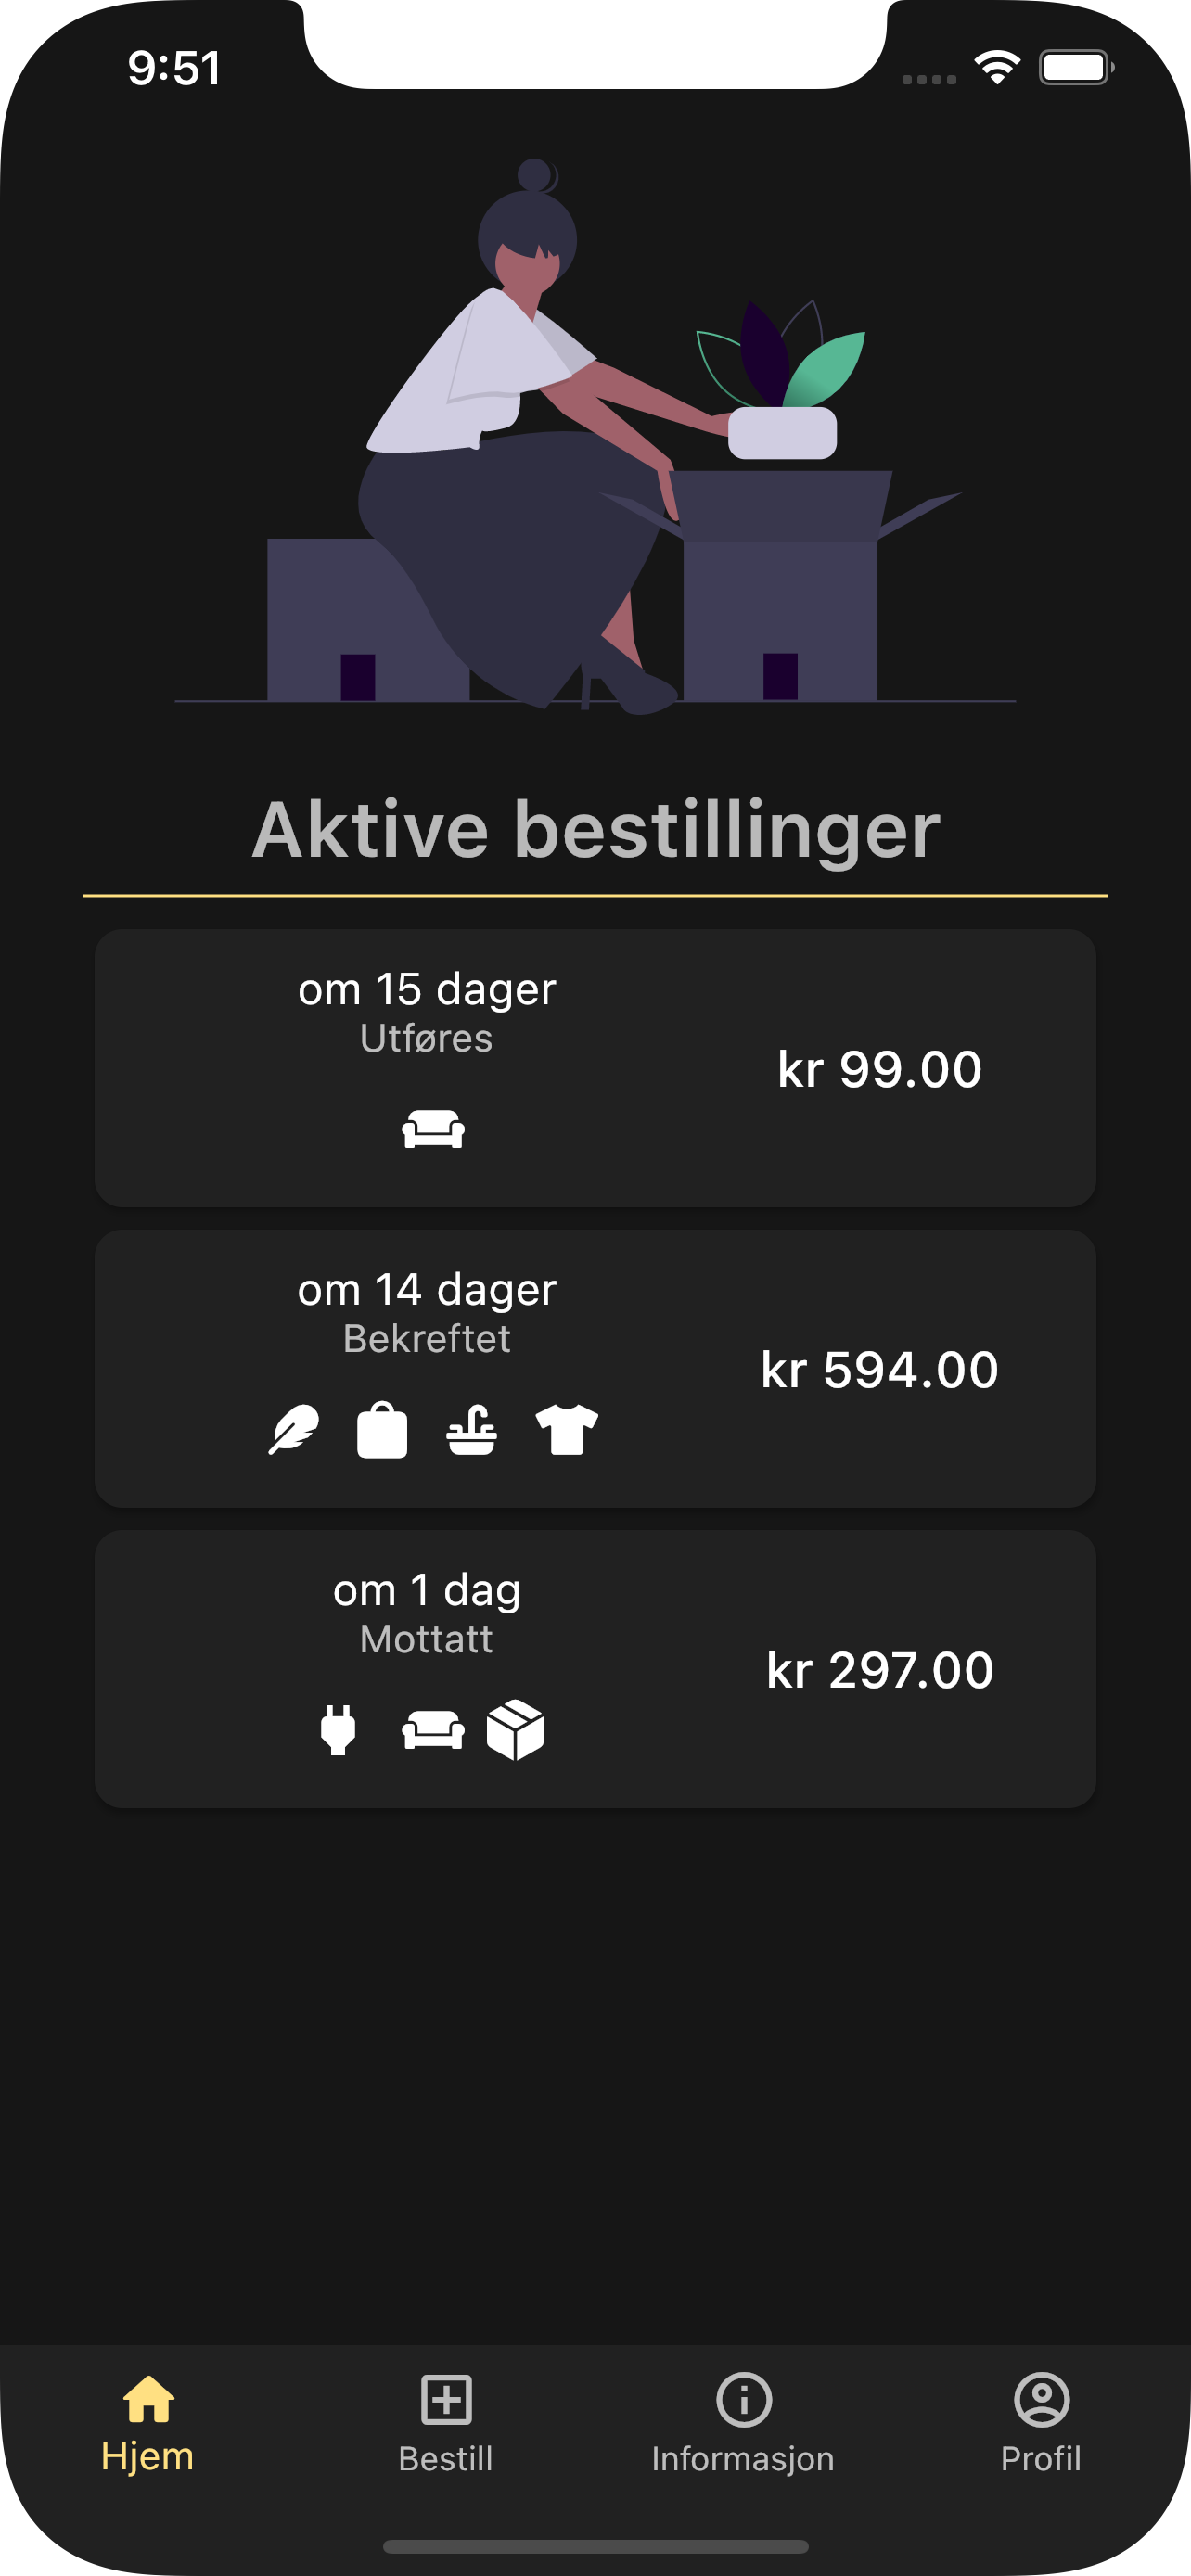 9:51
Aktive bestillinger
om 15 dager
Utføres
kr 99.00
om 14 dager
Bekreftet
kr 594.00
om 1 dag
Mottatt
kr 297.00
Hjem
Bestill
Informasjon
Profil